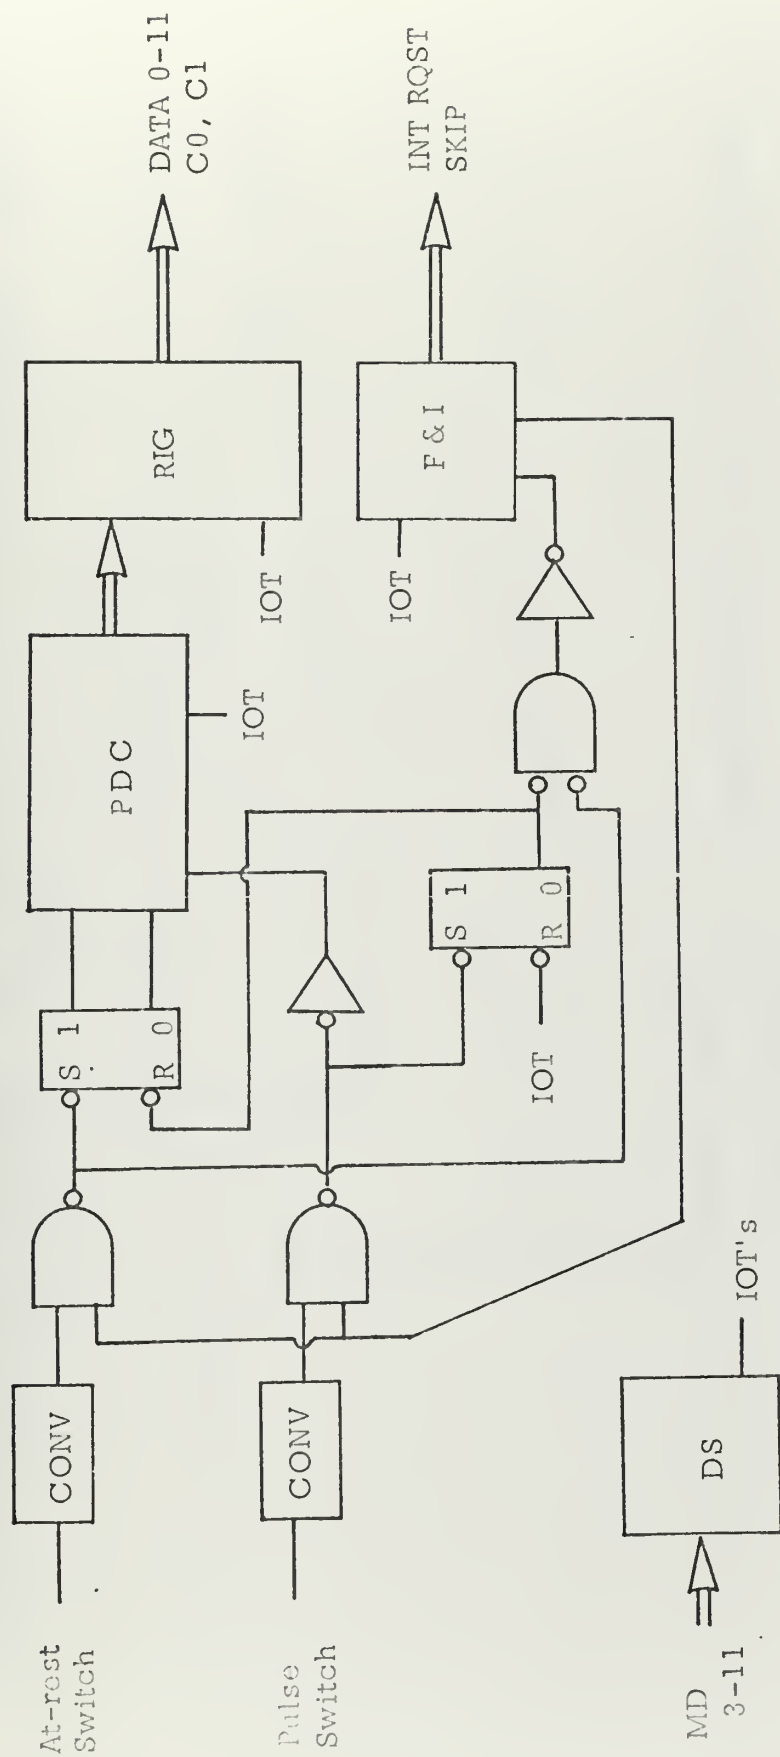 At-rest
Switch
CONV
S 1
R 0
PDC
IOT
RIG
IOT
DATA 0-11
C0, C1
Pulse
Switch
CONV
IOT
S 1
R 0
IOT
F & I
INT RQST
SKIP
MD
3-11
DS
IOT's